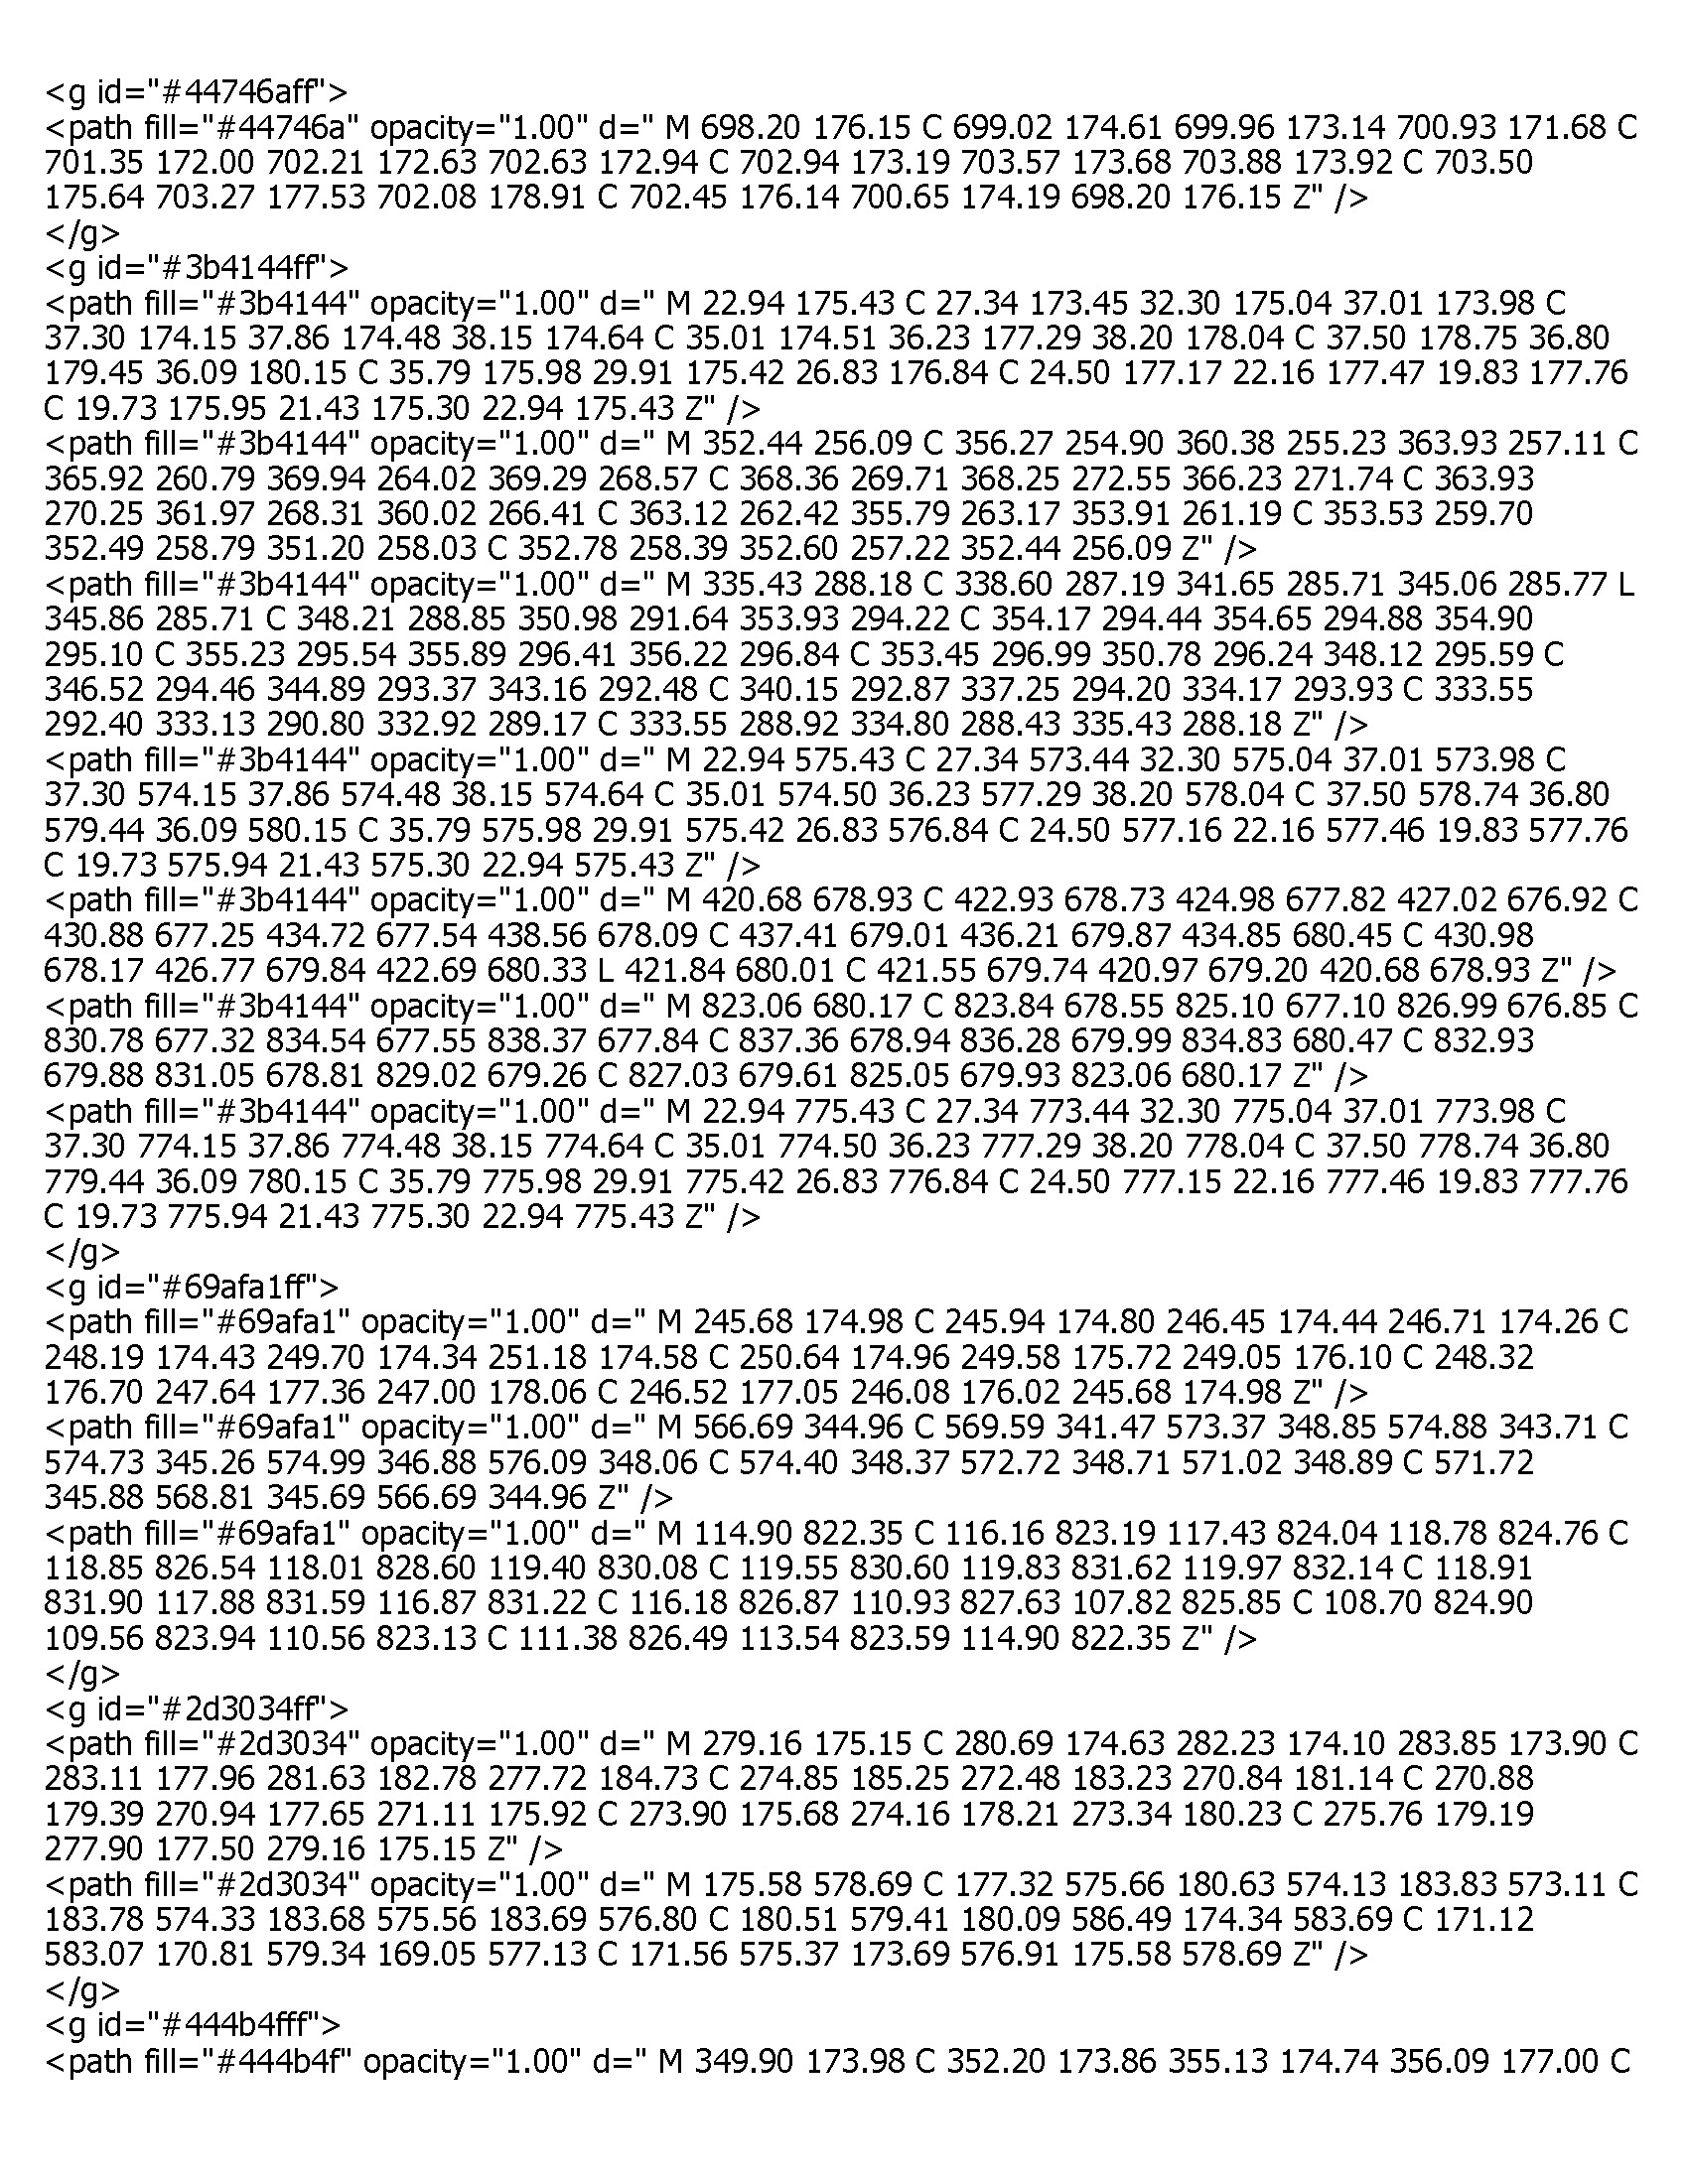 <g id="#44746aff">
<path fill="#44746a" opacity="1.00" d=" M 698.20 176.15 C 699.02 174.61 699.96 173.14 700.93 171.68 C
701.35 172.00 702.21 172.63 702.63 172.94 C 702.94 173.19 703.57 173.68 703.88 173.92 C 703.50
175.64 703.27 177.53 702.08 178.91 C 702.45 176.14 700.65 174.19 698.20 176.15 Z" />
</g>
<g id="#3b4144ff">
<path fill="#3b4144" opacity="1.00" d=" M 22.94 175.43 C 27.34 173.45 32.30 175.04 37.01 173.98 C
37.30 174.15 37.86 174.48 38.15 174.64 C 35.01 174.51 36.23 177.29 38.20 178.04 C 37.50 178.75 36.80
179.45 36.09 180.15 C 35.79 175.98 29.91 175.42 26.83 176.84 C 24.50 177.17 22.16 177.47 19.83 177.76
C 19.73 175.95 21.43 175.30 22.94 175.43 Z" />
<path fill="#3b4144" opacity="1.00" d=" M 352.44 256.09 C 356.27 254.90 360.38 255.23 363.93 257.11 C
365.92 260.79 369.94 264.02 369.29 268.57 C 368.36 269.71 368.25 272.55 366.23 271.74 C 363.93
270.25 361.97 268.31 360.02 266.41 C 363.12 262.42 355.79 263.17 353.91 261.19 C 353.53 259.70
352.49 258.79 351.20 258.03 C 352.78 258.39 352.60 257.22 352.44 256.09 Z" />
<path fill="#3b4144" opacity="1.00" d=" M 335.43 288.18 C 338.60 287.19 341.65 285.71 345.06 285.77 L
345.86 285.71 C 348.21 288.85 350.98 291.64 353.93 294.22 C 354.17 294.44 354.65 294.88 354.90
295.10 C 355.23 295.54 355.89 296.41 356.22 296.84 C 353.45 296.99 350.78 296.24 348.12 295.59 C
346.52 294.46 344.89 293.37 343.16 292.48 C 340.15 292.87 337.25 294.20 334.17 293.93 C 333.55
292.40 333.13 290.80 332.92 289.17 C 333.55 288.92 334.80 288.43 335.43 288.18 Z" />
<path fill="#3b4144" opacity="1.00" d=" M 22.94 575.43 C 27.34 573.44 32.30 575.04 37.01 573.98 C
37.30 574.15 37.86 574.48 38.15 574.64 C 35.01 574.50 36.23 577.29 38.20 578.04 C 37.50 578.74 36.80
579.44 36.09 580.15 C 35.79 575.98 29.91 575.42 26.83 576.84 C 24.50 577.16 22.16 577.46 19.83 577.76
C 19.73 575.94 21.43 575.30 22.94 575.43 Z" />
<path fill="#3b4144" opacity="1.00" d=" M 420.68 678.93 C 422.93 678.73 424.98 677.82 427.02 676.92 C
430.88 677.25 434.72 677.54 438.56 678.09 C 437.41 679.01 436.21 679.87 434.85 680.45 C 430.98
678.17 426.77 679.84 422.69 680.33 L 421.84 680.01 C 421.55 679.74 420.97 679.20 420.68 678.93 Z" />
<path fill="#3b4144" opacity="1.00" d=" M 823.06 680.17 C 823.84 678.55 825.10 677.10 826.99 676.85 C
830.78 677.32 834.54 677.55 838.37 677.84 C 837.36 678.94 836.28 679.99 834.83 680.47 C 832.93
679.88 831.05 678.81 829.02 679.26 C 827.03 679.61 825.05 679.93 823.06 680.17 Z" />
<path fill="#3b4144" opacity="1.00" d=" M 22.94 775.43 C 27.34 773.44 32.30 775.04 37.01 773.98 C
37.30 774.15 37.86 774.48 38.15 774.64 C 35.01 774.50 36.23 777.29 38.20 778.04 C 37.50 778.74 36.80
779.44 36.09 780.15 C 35.79 775.98 29.91 775.42 26.83 776.84 C 24.50 777.15 22.16 777.46 19.83 777.76
C 19.73 775.94 21.43 775.30 22.94 775.43 Z" />
</g>
<g id="#69afa1ff">
<path fill="#69afa1" opacity="1.00" d=" M 245.68 174.98 C 245.94 174.80 246.45 174.44 246.71 174.26 C
248.19 174.43 249.70 174.34 251.18 174.58 C 250.64 174.96 249.58 175.72 249.05 176.10 C 248.32
176.70 247.64 177.36 247.00 178.06 C 246.52 177.05 246.08 176.02 245.68 174.98 Z" />
<path fill="#69afa1" opacity="1.00" d=" M 566.69 344.96 C 569.59 341.47 573.37 348.85 574.88 343.71 C
574.73 345.26 574.99 346.88 576.09 348.06 C 574.40 348.37 572.72 348.71 571.02 348.89 C 571.72
345.88 568.81 345.69 566.69 344.96 Z" />
<path fill="#69afa1" opacity="1.00" d=" M 114.90 822.35 C 116.16 823.19 117.43 824.04 118.78 824.76 C
118.85 826.54 118.01 828.60 119.40 830.08 C 119.55 830.60 119.83 831.62 119.97 832.14 C 118.91
831.90 117.88 831.59 116.87 831.22 C 116.18 826.87 110.93 827.63 107.82 825.85 C 108.70 824.90
109.56 823.94 110.56 823.13 C 111.38 826.49 113.54 823.59 114.90 822.35 Z" />
</g>
<g id="#2d3034ff">
<path fill="#2d3034" opacity="1.00" d=" M 279.16 175.15 C 280.69 174.63 282.23 174.10 283.85 173.90 C
283.11 177.96 281.63 182.78 277.72 184.73 C 274.85 185.25 272.48 183.23 270.84 181.14 C 270.88
179.39 270.94 177.65 271.11 175.92 C 273.90 175.68 274.16 178.21 273.34 180.23 C 275.76 179.19
277.90 177.50 279.16 175.15 Z" />
<path fill="#2d3034" opacity="1.00" d=" M 175.58 578.69 C 177.32 575.66 180.63 574.13 183.83 573.11 C
183.78 574.33 183.68 575.56 183.69 576.80 C 180.51 579.41 180.09 586.49 174.34 583.69 C 171.12
583.07 170.81 579.34 169.05 577.13 C 171.56 575.37 173.69 576.91 175.58 578.69 Z" />
</g>
<g id="#444b4fff">
<path fill="#444b4f" opacity="1.00" d=" M 349.90 173.98 C 352.20 173.86 355.13 174.74 356.09 177.00 C